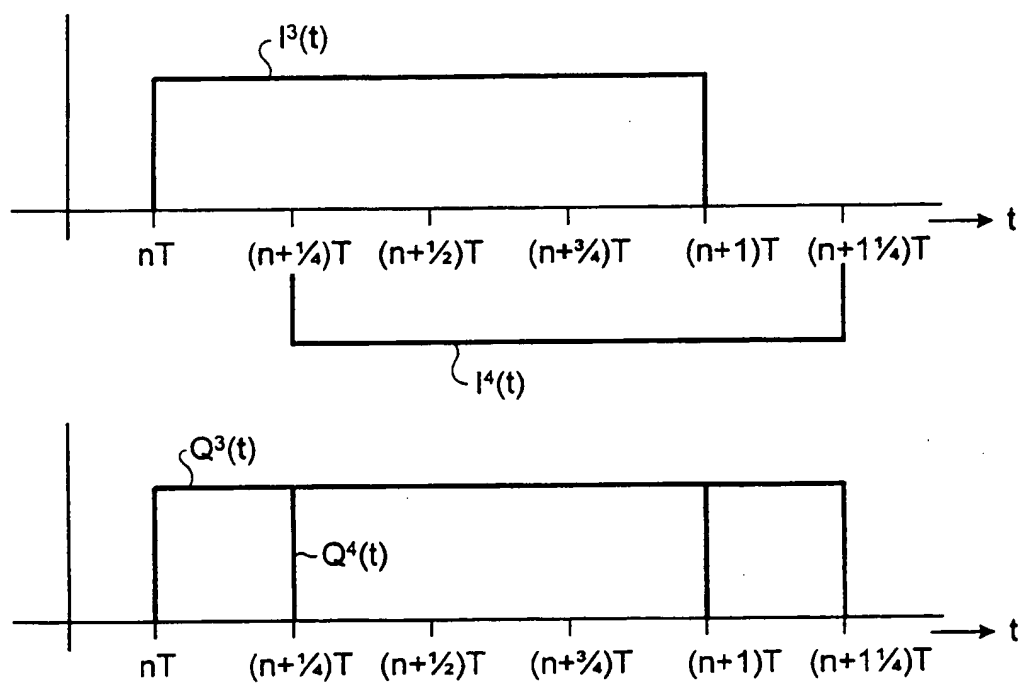 I³(t)
t
nT (n+¼)T (n+½)T (n+¾)T (n+1)T (n+1¼)T
I⁴(t)
Q³(t)
Q⁴(t)
t
nT (n+¼)T (n+½)T (n+¾)T (n+1)T (n+1¼)T